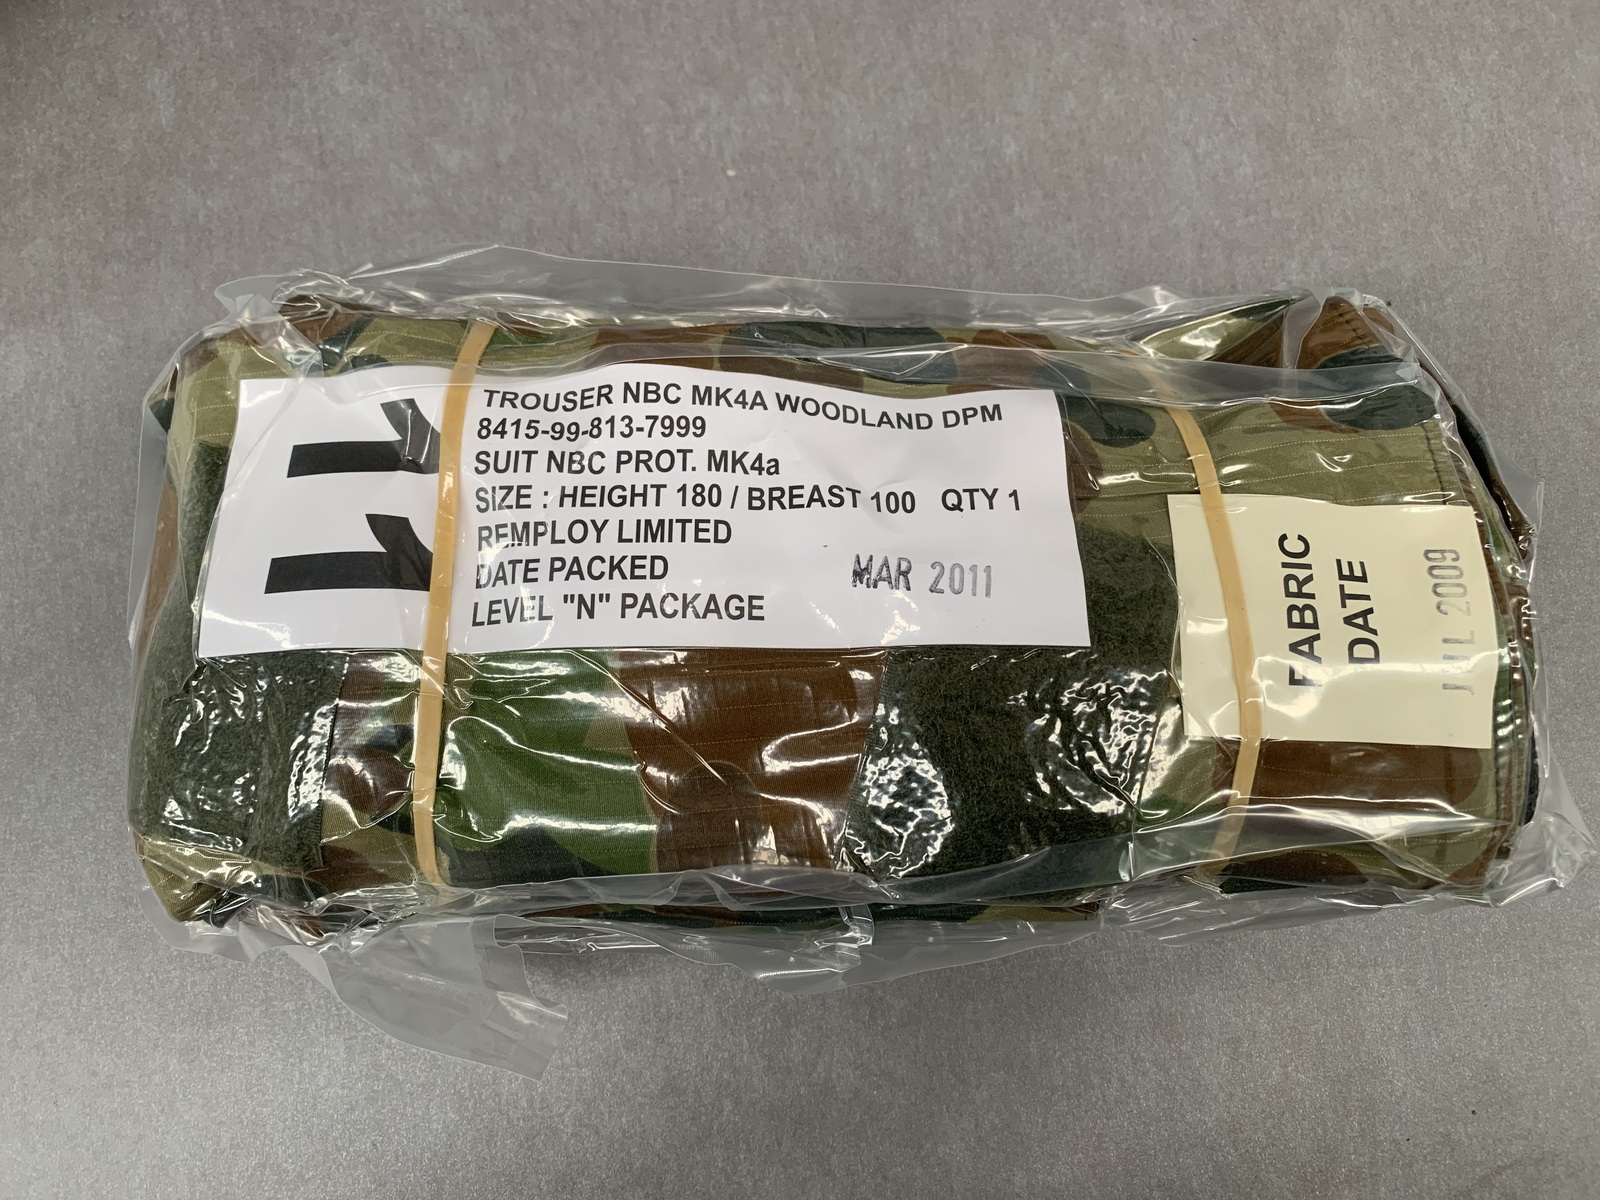 11
TROUSER NBC MK4A WOODLAND DPM
8415-99-813-7999
SUIT NBC PROT. MK4a
SIZE : HEIGHT 180 / BREAST 100 QTY 1
REMPLOY LIMITED
DATE PACKED MAR 2011
LEVEL "N" PACKAGE
FABRIC
DATE
JUL 2009